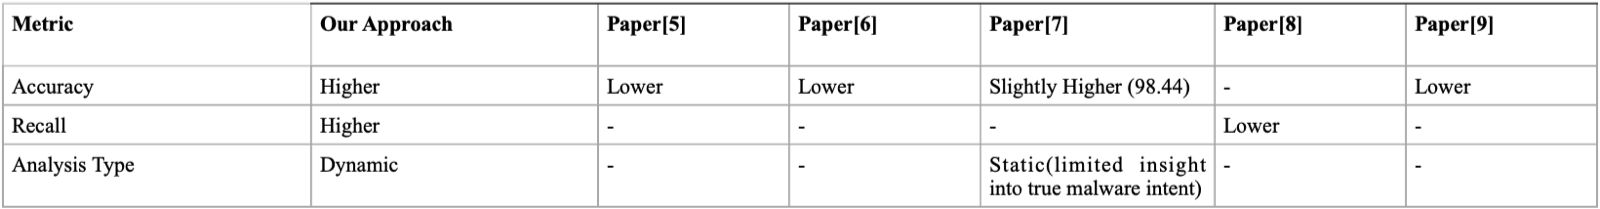 Metric Our Approach Paper[5] Paper[6] Paper[7] Paper[8] Paper[9]
Accuracy Higher Lower Lower Slightly Higher (98.44) - Lower
Recall Higher - - - Lower -
Analysis Type Dynamic - - Static(limited insight - -
into true malware intent)